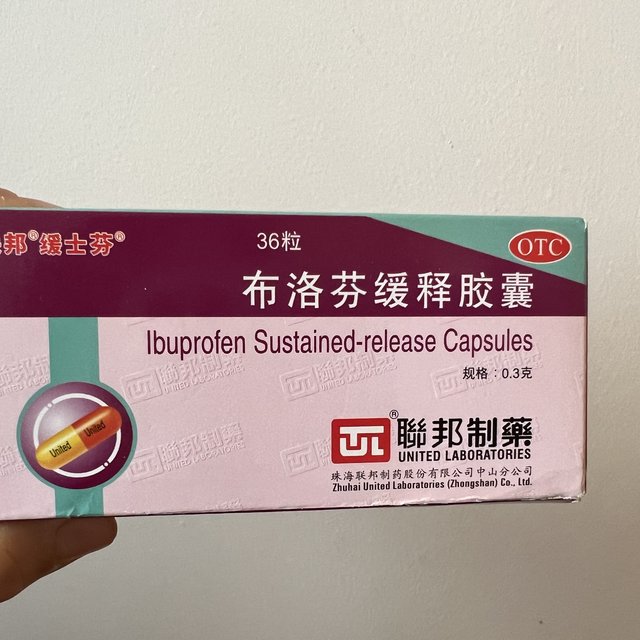 邦®缓士芬®
36粒
OTC
布洛芬缓释胶囊
Ibuprofen Sustained-release Capsules
规格：0.3克
United United
®
聯邦制藥
UNITED LABORATORIES
珠海联邦制药股份有限公司中山分公司
Zhuhai United Laboratories (Zhongshan) Co., Ltd.